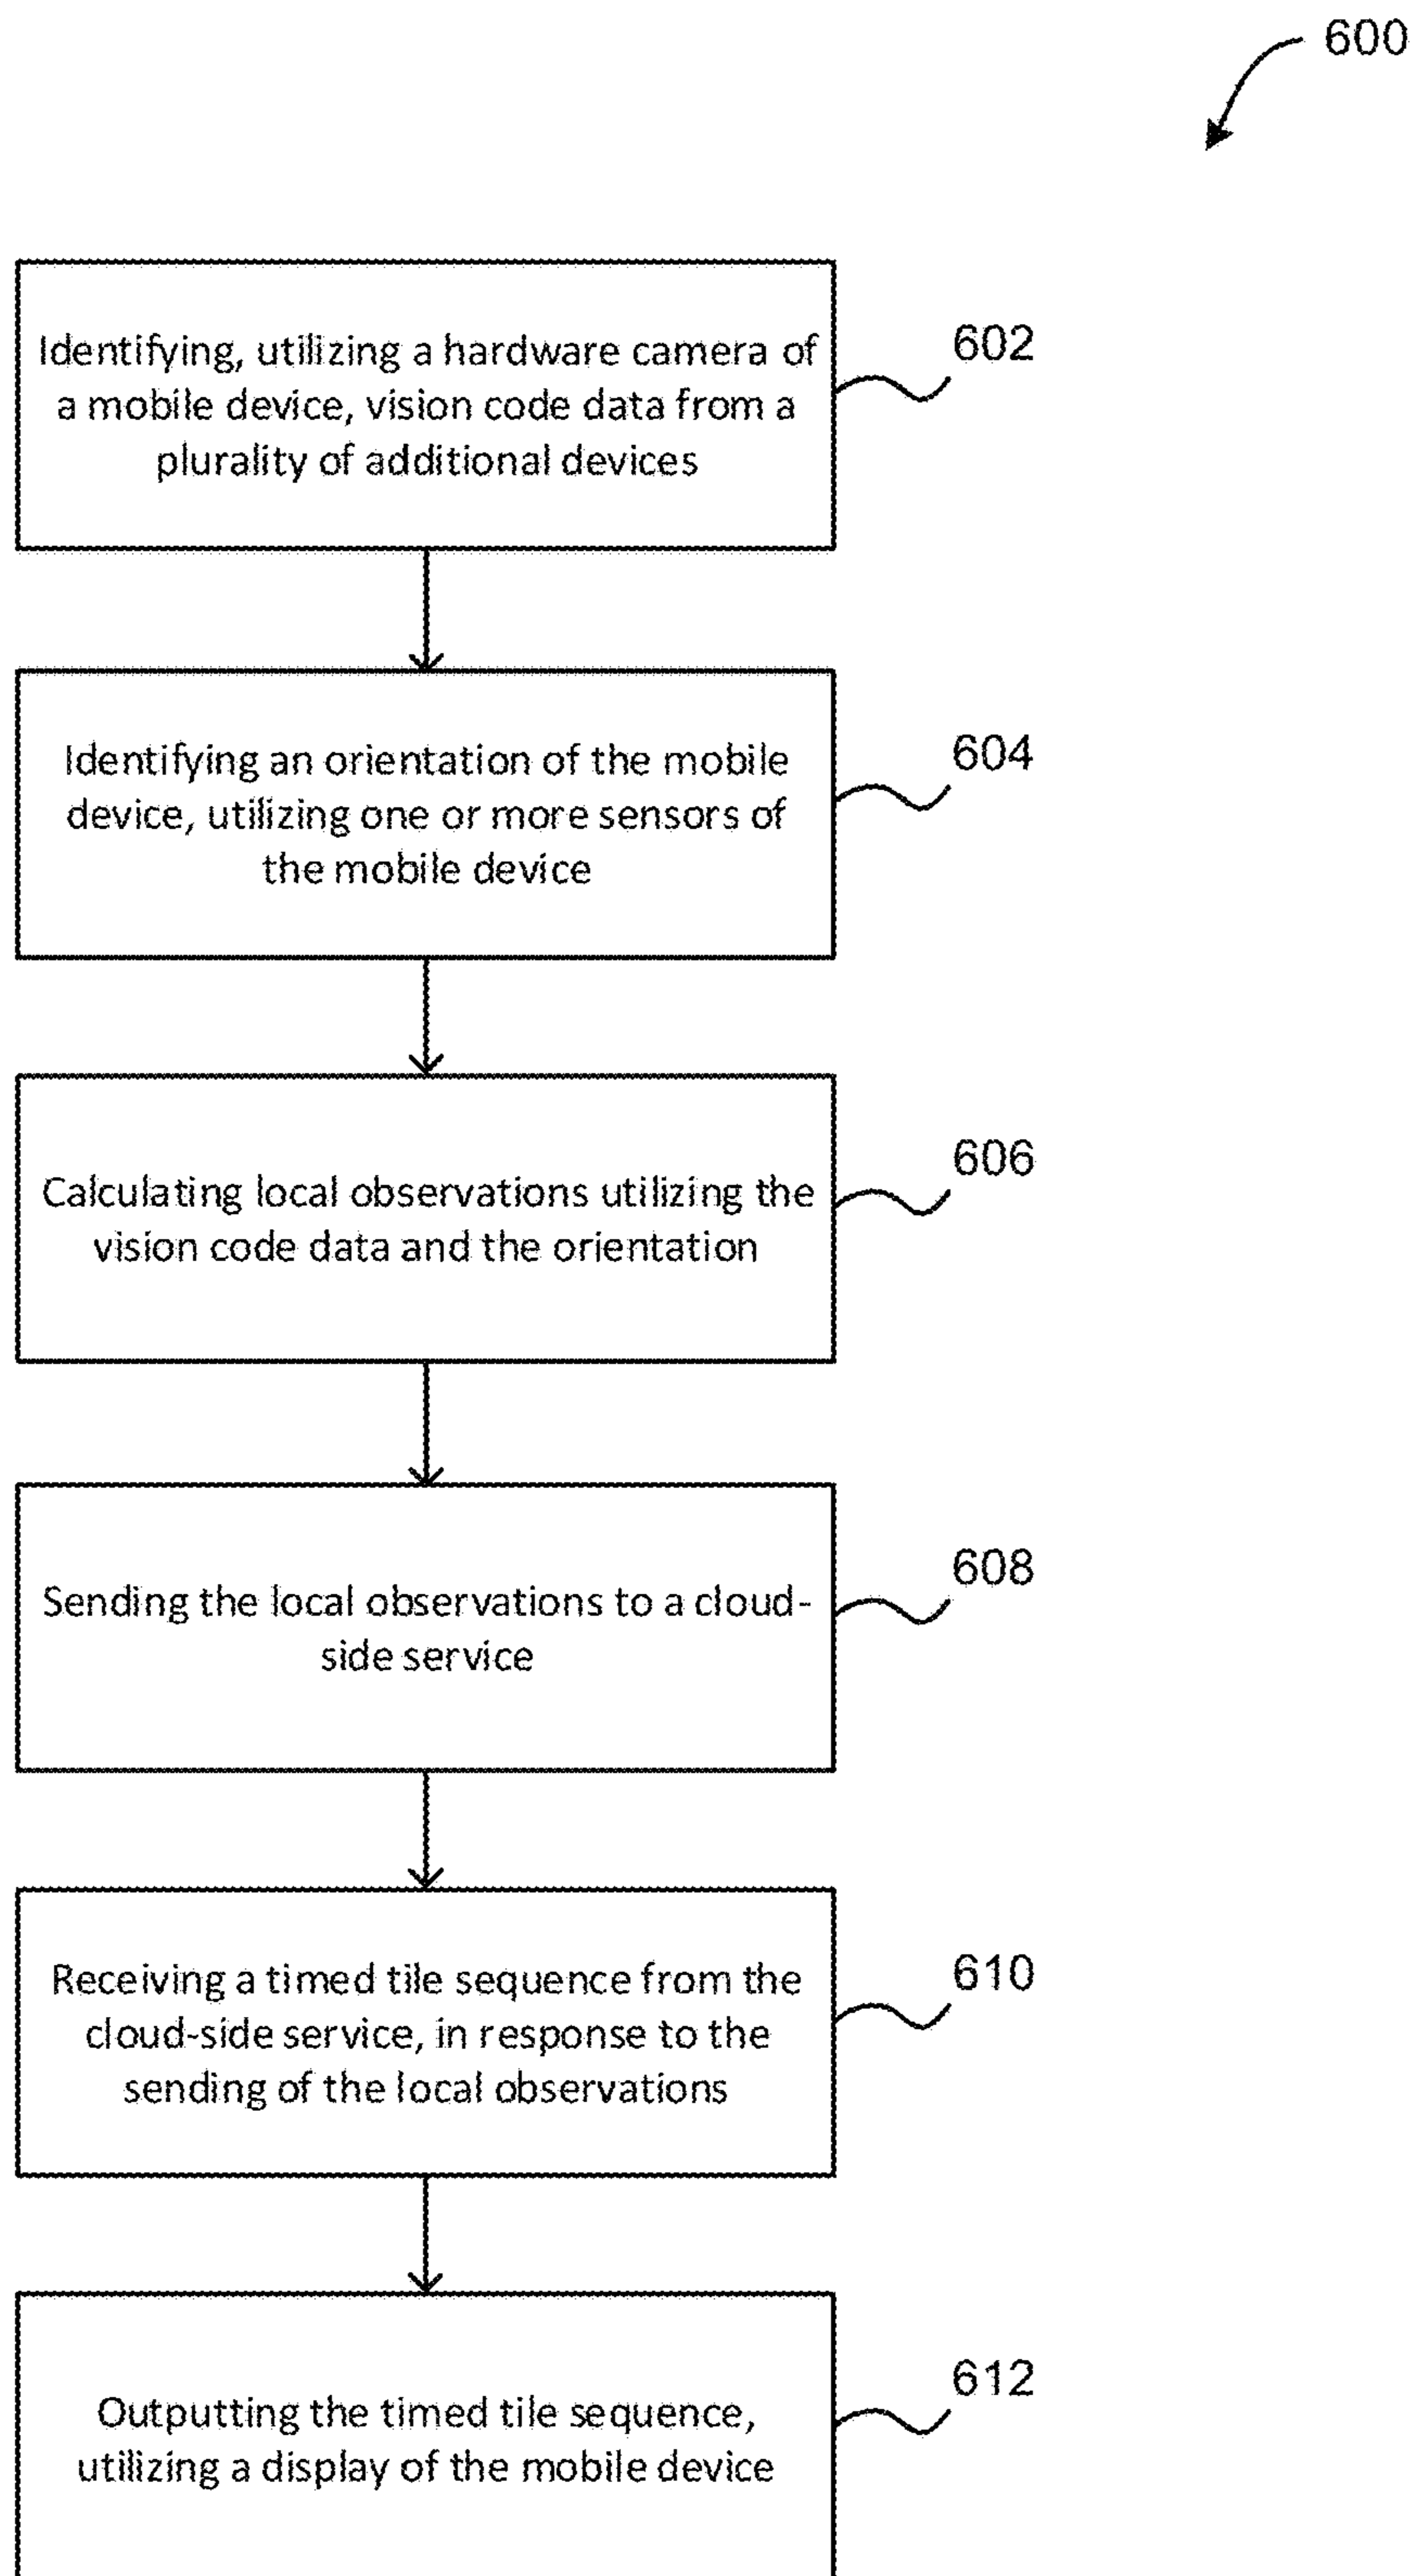 600
Identifying, utilizing a hardware camera of
a mobile device, vision code data from a
plurality of additional devices
602
Identifying an orientation of the mobile
device, utilizing one or more sensors of
the mobile device
604
Calculating local observations utilizing the
vision code data and the orientation
606
Sending the local observations to a cloud-
side service
608
Receiving a timed tile sequence from the
cloud-side service, in response to the
sending of the local observations
610
Outputting the timed tile sequence,
utilizing a display of the mobile device
612